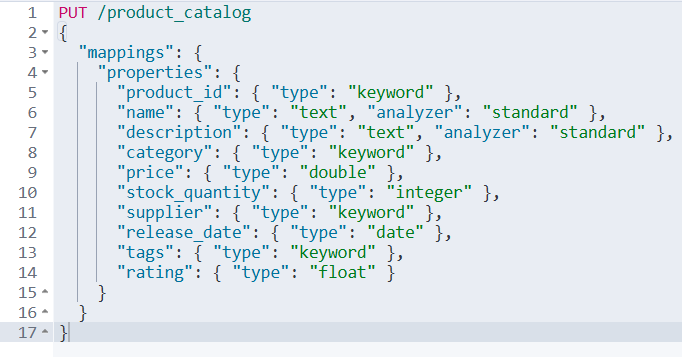 1 PUT /product_catalog
2 {
3 "mappings": {
4 "properties": {
5 "product_id": { "type": "keyword" },
6 "name": { "type": "text", "analyzer": "standard" },
7 "description": { "type": "text", "analyzer": "standard" },
8 "category": { "type": "keyword" },
9 "price": { "type": "double" },
10 "stock_quantity": { "type": "integer" },
11 "supplier": { "type": "keyword" },
12 "release_date": { "type": "date" },
13 "tags": { "type": "keyword" },
14 "rating": { "type": "float" }
15 }
16 }
17 }